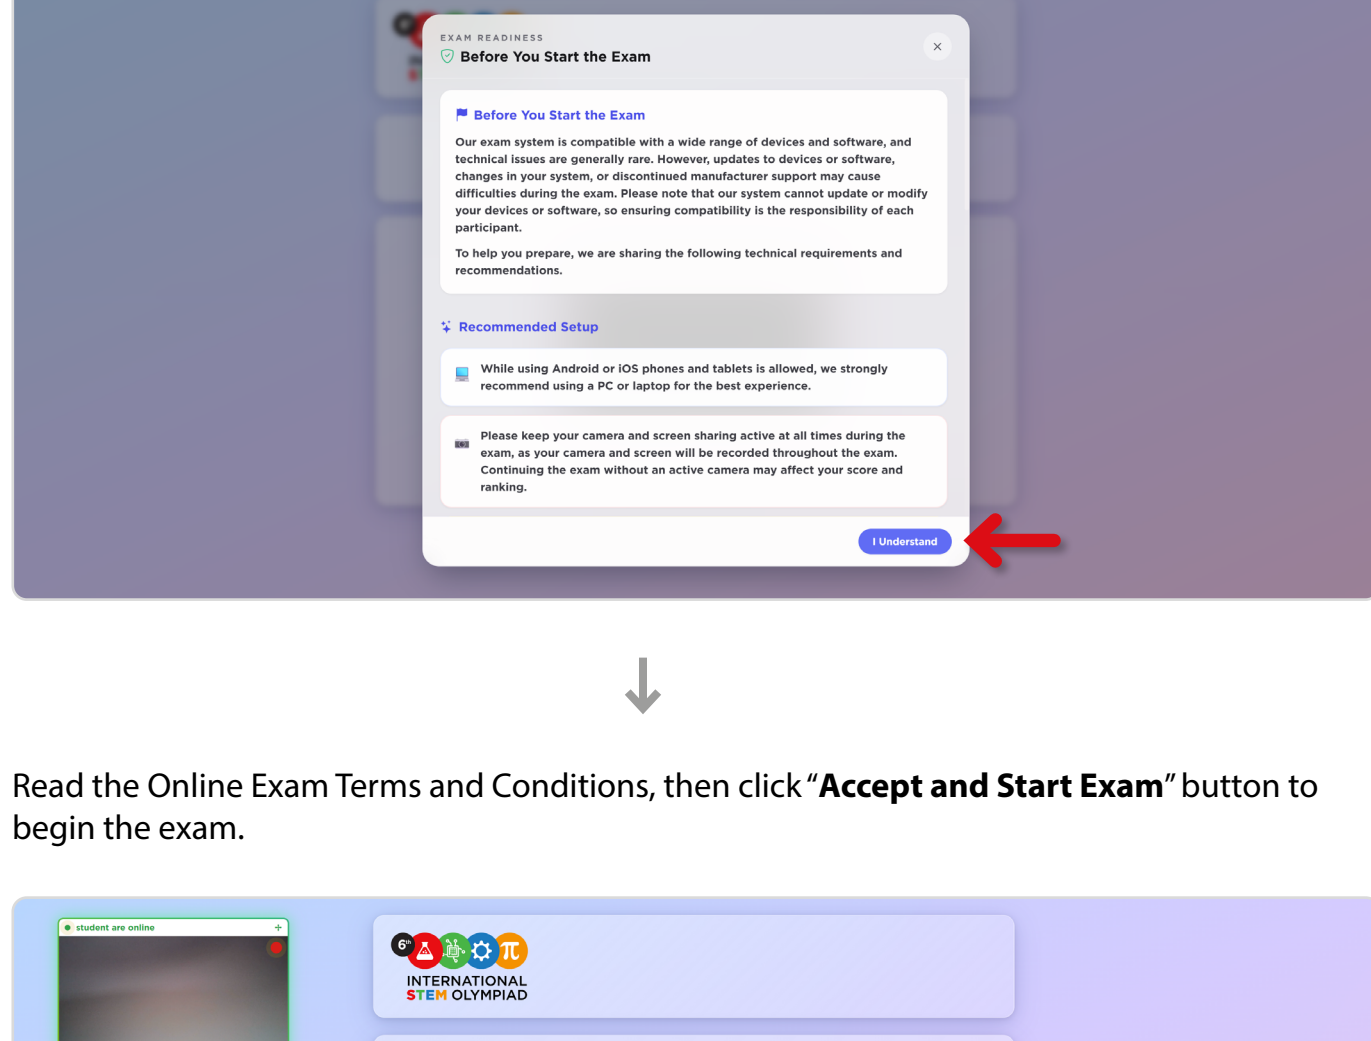 EXAM READINESS
Before You Start the Exam
Before You Start the Exam
Our exam system is compatible with a wide range of devices and software, and
technical issues are generally rare. However, updates to devices or software,
changes in your system, or discontinued manufacturer support may cause
difficulties during the exam. Please note that our system cannot update or modify
your devices or software, so ensuring compatibility is the responsibility of each
participant.
To help you prepare, we are sharing the following technical requirements and
recommendations.
Recommended Setup
While using Android or iOS phones and tablets is allowed, we strongly
recommend using a PC or laptop for the best experience.
Please keep your camera and screen sharing active at all times during the
exam, as your camera and screen will be recorded throughout the exam.
Continuing the exam without an active camera may affect your score and
ranking.
I Understand
Read the Online Exam Terms and Conditions, then click “Accept and Start Exam” button to
begin the exam.
student are online
6th
π
INTERNATIONAL
STEM OLYMPIAD